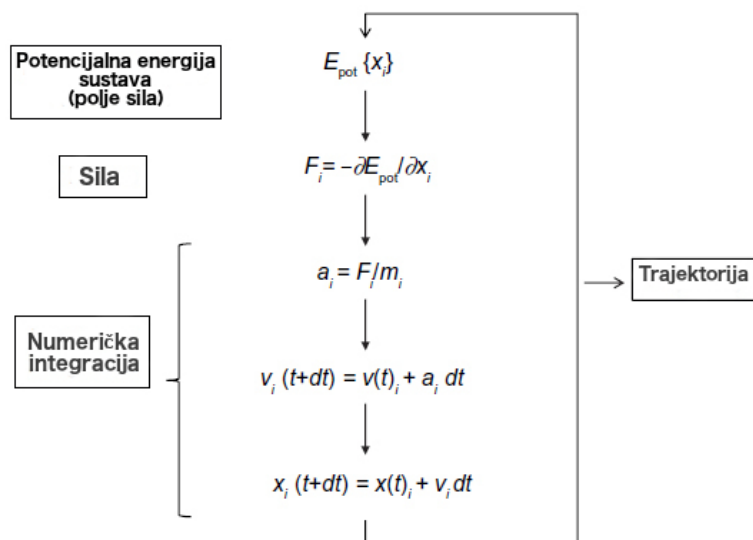 Potencijalna energija
sustava
(polje sila)
E_pot {x_i}
Sila
F_i = −∂E_pot/∂x_i
a_i = F_i/m_i
Trajektorija
Numerička
integracija
v_i (t+dt) = v(t)_i + a_i dt
x_i (t+dt) = x(t)_i + v_i dt